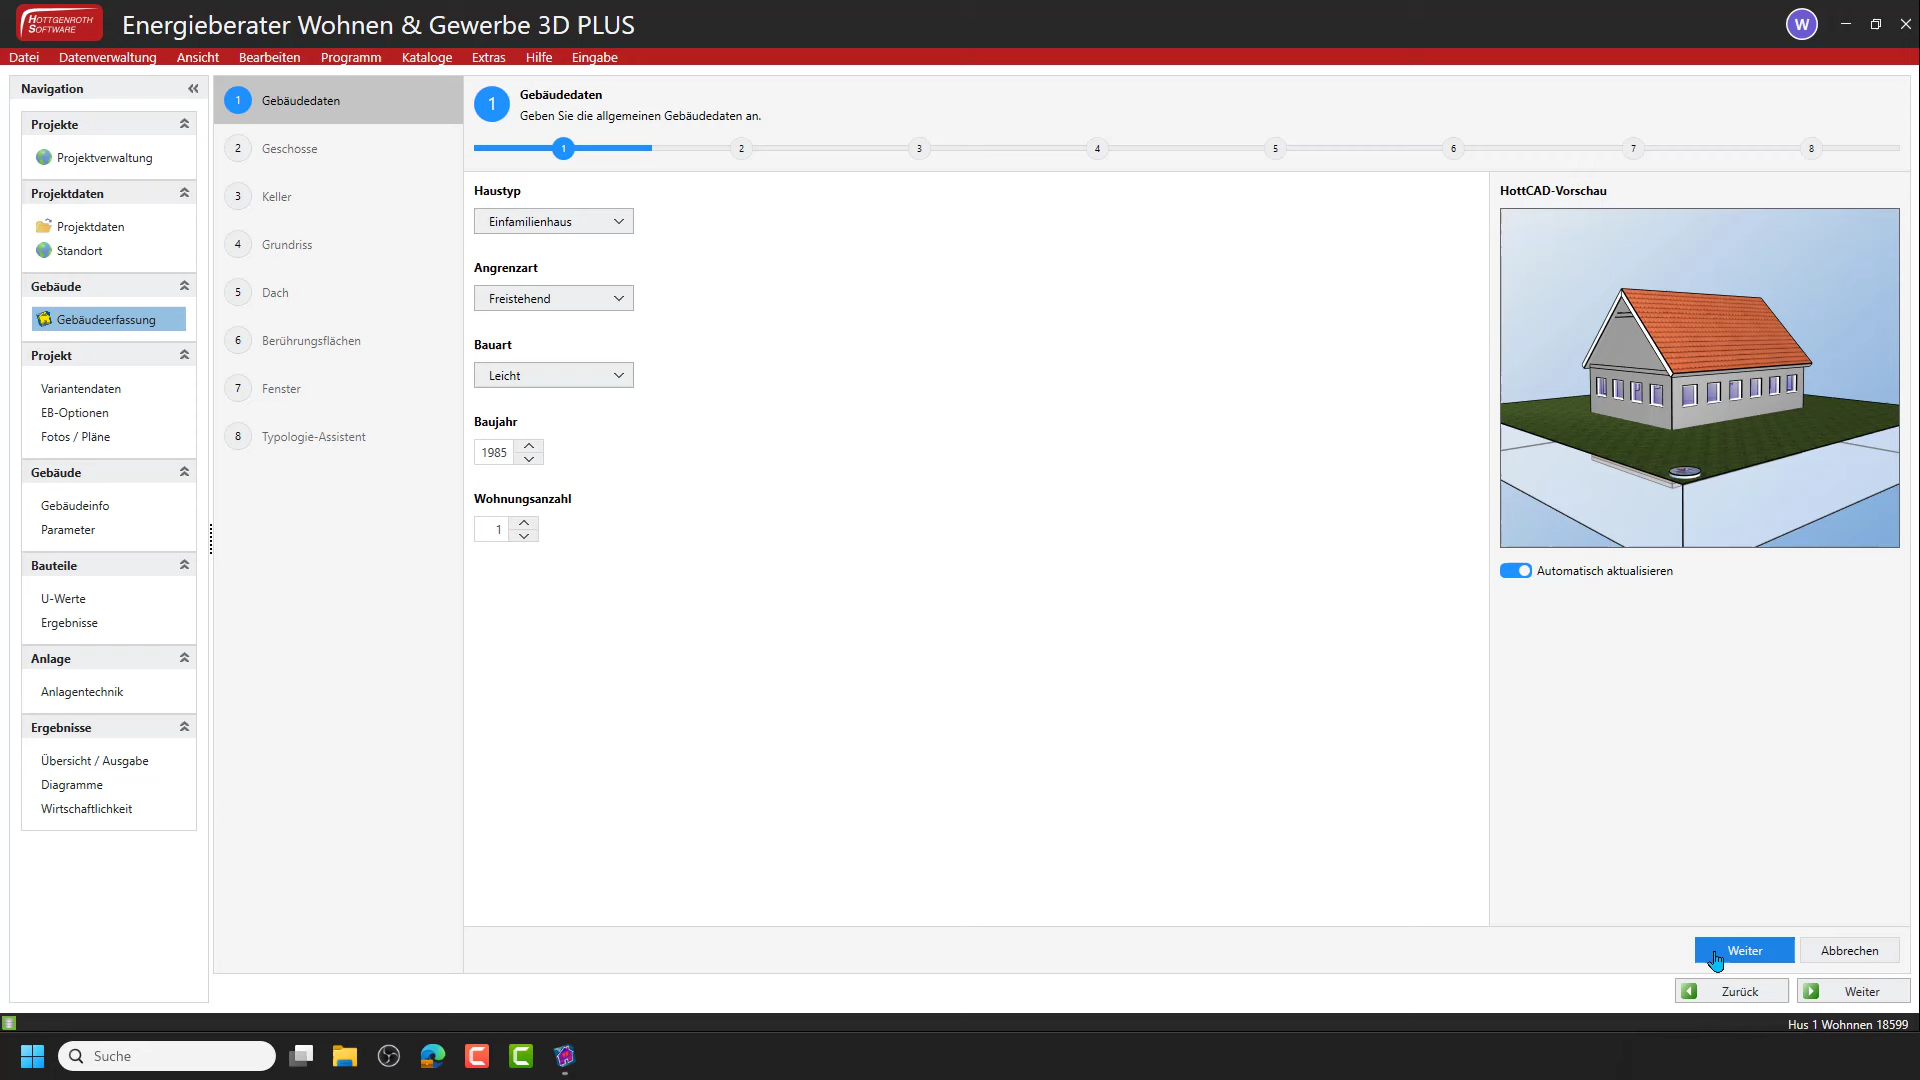 HOTTGENROTH
SOFTWARE
Energieberater Wohnen & Gewerbe 3D PLUS
W
Datei Datenverwaltung Ansicht Bearbeiten Programm Kataloge Extras Hilfe Eingabe
Navigation
Projekte
Projektverwaltung
Projektdaten
Projektdaten
Standort
Gebäude
Gebäudeerfassung
Projekt
Variantendaten
EB-Optionen
Fotos / Pläne
Gebäude
Gebäudeinfo
Parameter
Bauteile
U-Werte
Ergebnisse
Anlage
Anlagentechnik
Ergebnisse
Übersicht / Ausgabe
Diagramme
Wirtschaftlichkeit
1 Gebäudedaten
2 Geschosse
3 Keller
4 Grundriss
5 Dach
6 Berührungsflächen
7 Fenster
8 Typologie-Assistent
1 Gebäudedaten
Geben Sie die allgemeinen Gebäudedaten an.
1 2 3 4 5 6 7 8
Haustyp
Einfamilienhaus
Angrenzart
Freistehend
Bauart
Leicht
Baujahr
1985
Wohnungsanzahl
1
HottCAD-Vorschau
Automatisch aktualisieren
Weiter Abbrechen
Zurück Weiter
Hus 1 Wohnnen 18599
Suche